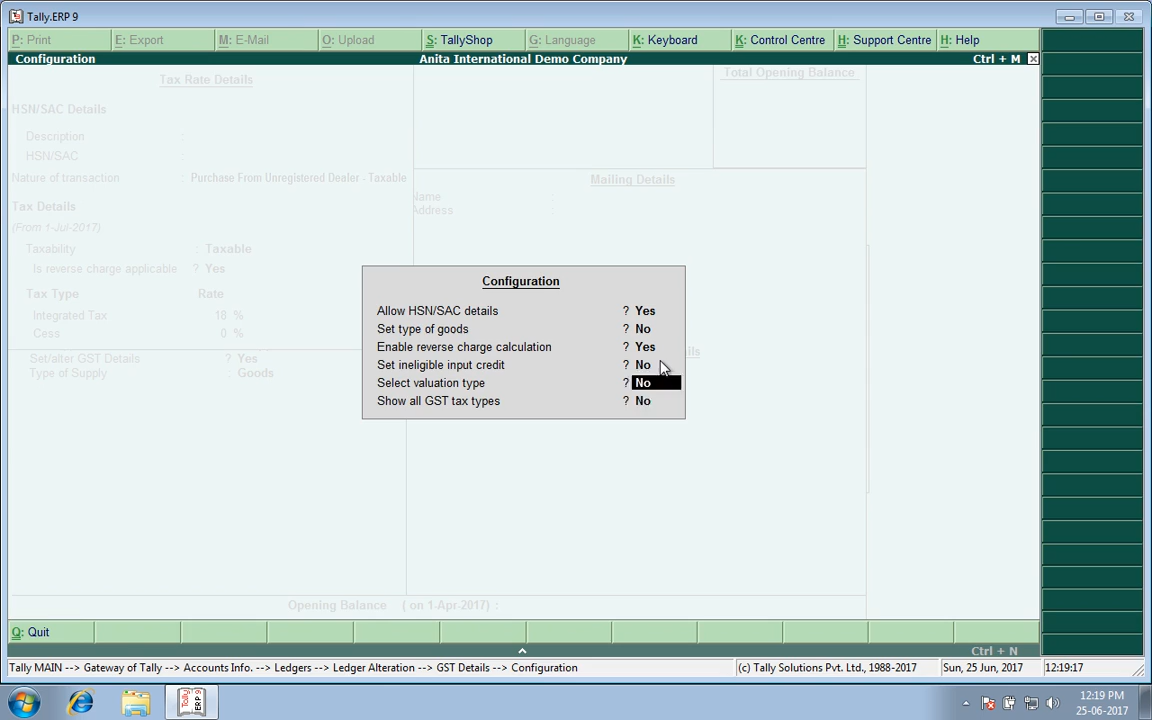 Tally.ERP 9
P: Print
E: Export
M: E-Mail
O: Upload
S: TallyShop
G: Language
K: Keyboard
K: Control Centre
H: Support Centre
H: Help
Configuration
Anita International Demo Company
Ctrl + M
Tax Rate Details
Total Opening Balance
HSN/SAC Details
Description :
HSN/SAC :
Nature of transaction : Purchase From Unregistered Dealer - Taxable
Mailing Details
Name :
Address :
Tax Details
(From 1-Jul-2017)
Taxability : Taxable
Is reverse charge applicable ? Yes
Tax Type Rate
Integrated Tax 18 %
Cess 0 %
Set/alter GST Details ? Yes
Type of Supply : Goods
Configuration
Allow HSN/SAC details ? Yes
Set type of goods ? No
Enable reverse charge calculation ? Yes
Set ineligible input credit ? No
Select valuation type ? No
Show all GST tax types ? No
Opening Balance ( on 1-Apr-2017) :
Q: Quit
Ctrl + N
Tally MAIN --> Gateway of Tally --> Accounts Info. --> Ledgers --> Ledger Alteration --> GST Details --> Configuration
(c) Tally Solutions Pvt. Ltd., 1988-2017
Sun, 25 Jun, 2017
12:19:17
Tally
ERP 9
12:19 PM
25-06-2017